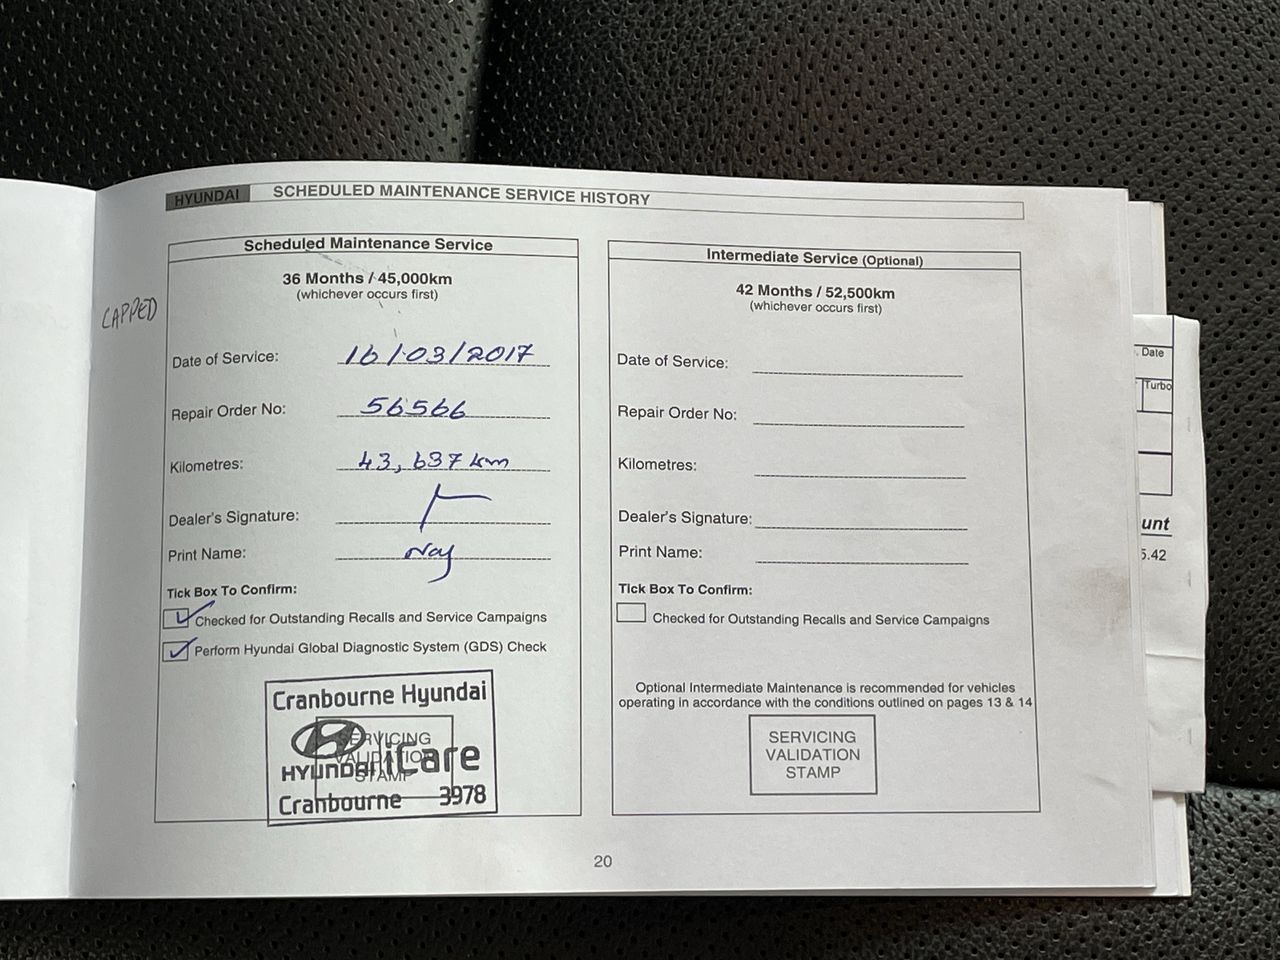 HYUNDAI SCHEDULED MAINTENANCE SERVICE HISTORY
CAPPED
Scheduled Maintenance Service
36 Months / 45,000km
(whichever occurs first)
Date of Service: 16/03/2017
Repair Order No: 56566
Kilometres: 43,637 km
Dealer's Signature:
Print Name:
Tick Box To Confirm:
Checked for Outstanding Recalls and Service Campaigns
Perform Hyundai Global Diagnostic System (GDS) Check
Cranbourne Hyundai
SERVICING
VALIDATION
STAMP
HYUNDAI iCare
Cranbourne 3978
Intermediate Service (Optional)
42 Months / 52,500km
(whichever occurs first)
Date of Service:
Repair Order No:
Kilometres:
Dealer's Signature:
Print Name:
Tick Box To Confirm:
Checked for Outstanding Recalls and Service Campaigns
Optional Intermediate Maintenance is recommended for vehicles
operating in accordance with the conditions outlined on pages 13 & 14
SERVICING
VALIDATION
STAMP
20
. Date
Turbo
unt
5.42